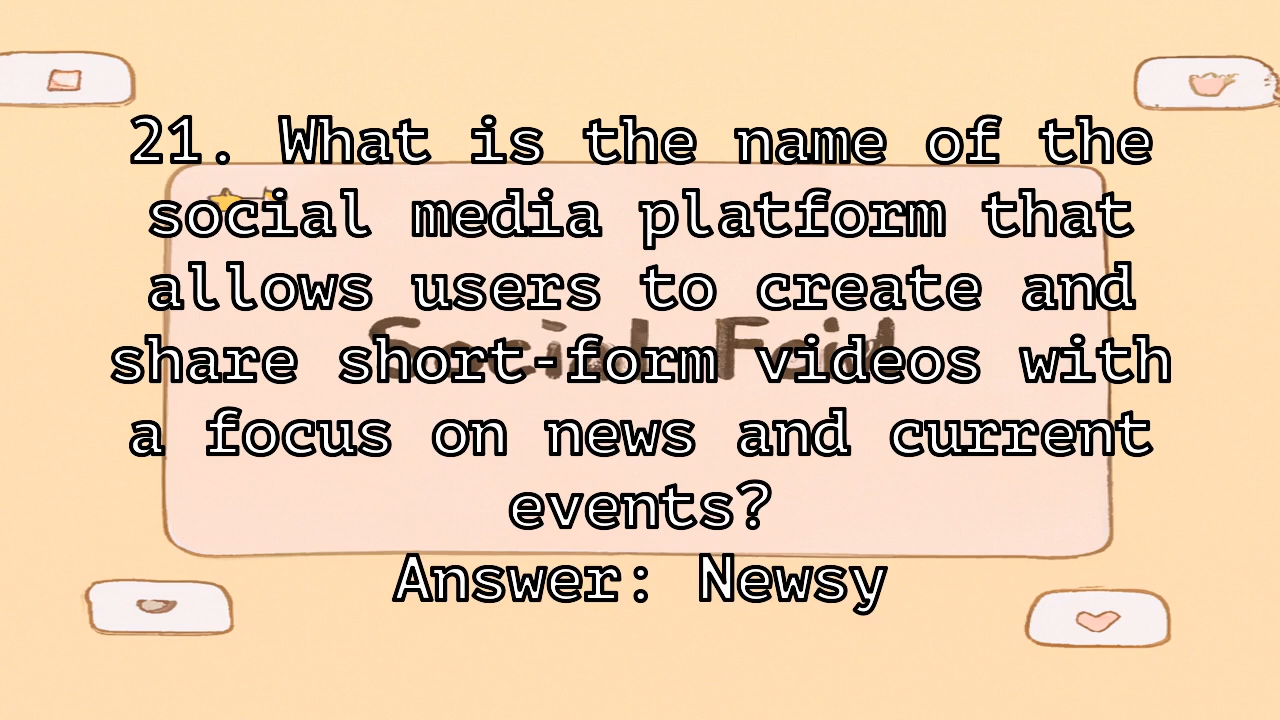 21. What is the name of the
social media platform that
allows users to create and
share short-form videos with
a focus on news and current
events?
Answer: Newsy